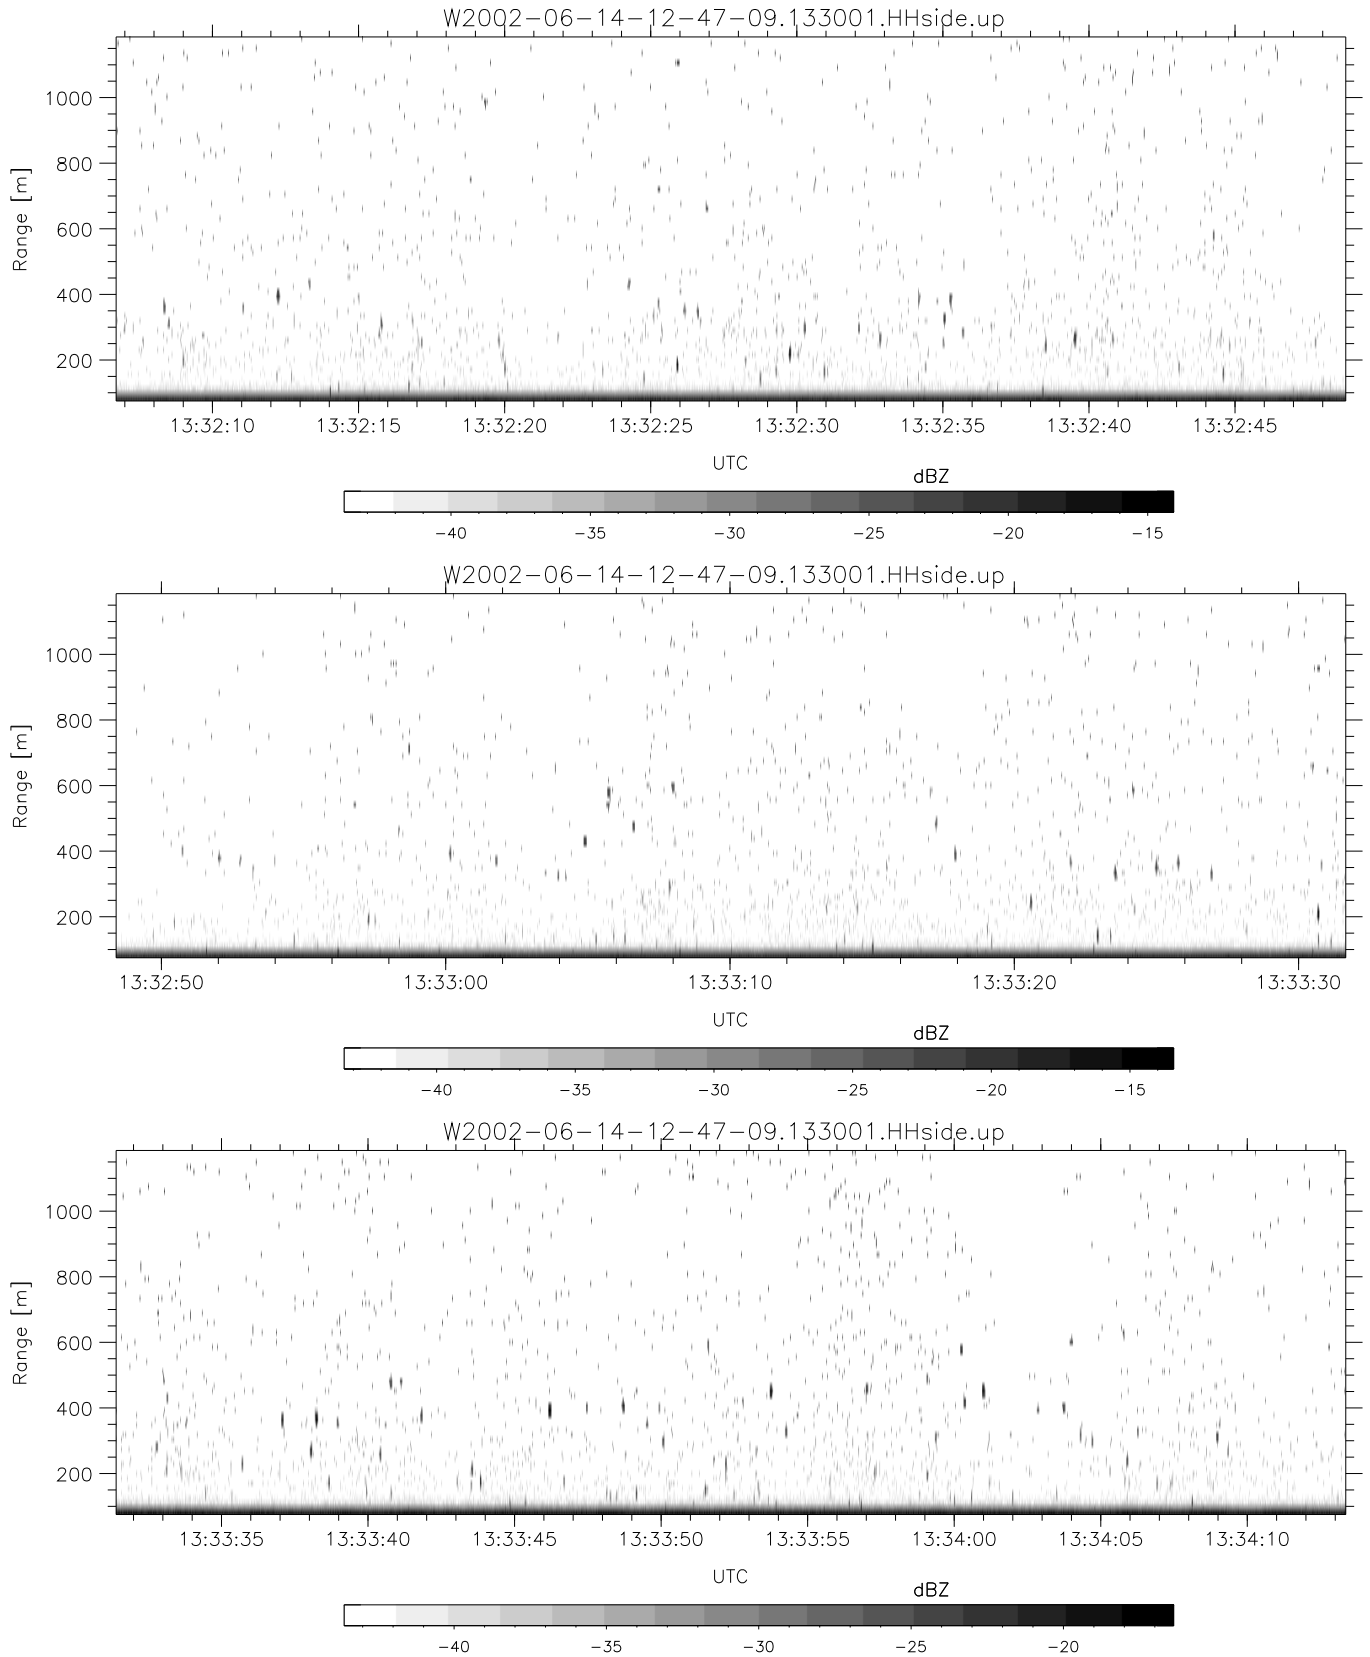 W2002-06-14-12-47-09.133001.HHside.up
Range [m]
1000
800
600
400
200
13:32:10 13:32:15 13:32:20 13:32:25 13:32:30 13:32:35 13:32:40 13:32:45
UTC
dBZ
-40 -35 -30 -25 -20 -15
W2002-06-14-12-47-09.133001.HHside.up
Range [m]
1000
800
600
400
200
13:32:50 13:33:00 13:33:10 13:33:20 13:33:30
UTC
dBZ
-40 -35 -30 -25 -20 -15
W2002-06-14-12-47-09.133001.HHside.up
Range [m]
1000
800
600
400
200
13:33:35 13:33:40 13:33:45 13:33:50 13:33:55 13:34:00 13:34:05 13:34:10
UTC
dBZ
-40 -35 -30 -25 -20